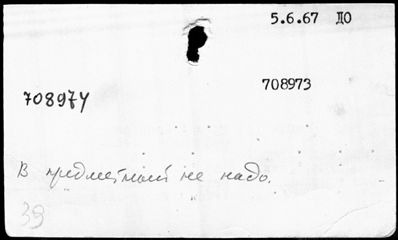 5.6.67 ДО
708973
708974
В предметный не надо.
39